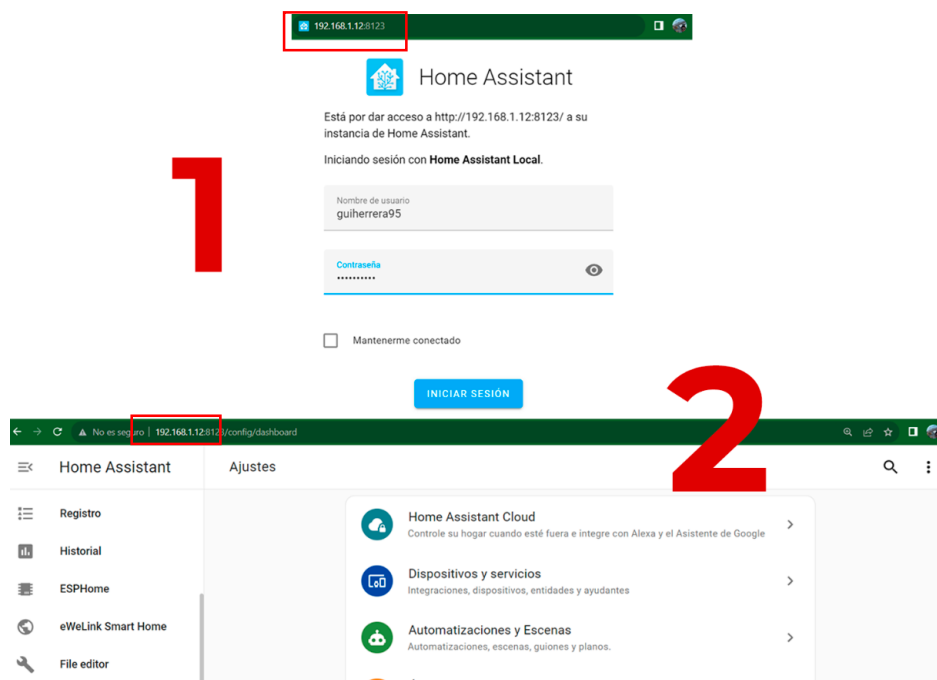 192.168.1.12:8123
Home Assistant
Está por dar acceso a http://192.168.1.12:8123/ a su
instancia de Home Assistant.
Iniciando sesión con Home Assistant Local.
1
Nombre de usuario
guiherrera95
Contraseña
••••••••••
Mantenerme conectado
INICIAR SESIÓN
2
No es seguro | 192.168.1.12:8123/config/dashboard
Home Assistant
Ajustes
Registro
Historial
ESPHome
eWeLink Smart Home
File editor
Home Assistant Cloud
Controle su hogar cuando esté fuera e integre con Alexa y el Asistente de Google
Dispositivos y servicios
Integraciones, dispositivos, entidades y ayudantes
Automatizaciones y Escenas
Automatizaciones, escenas, guiones y planos.